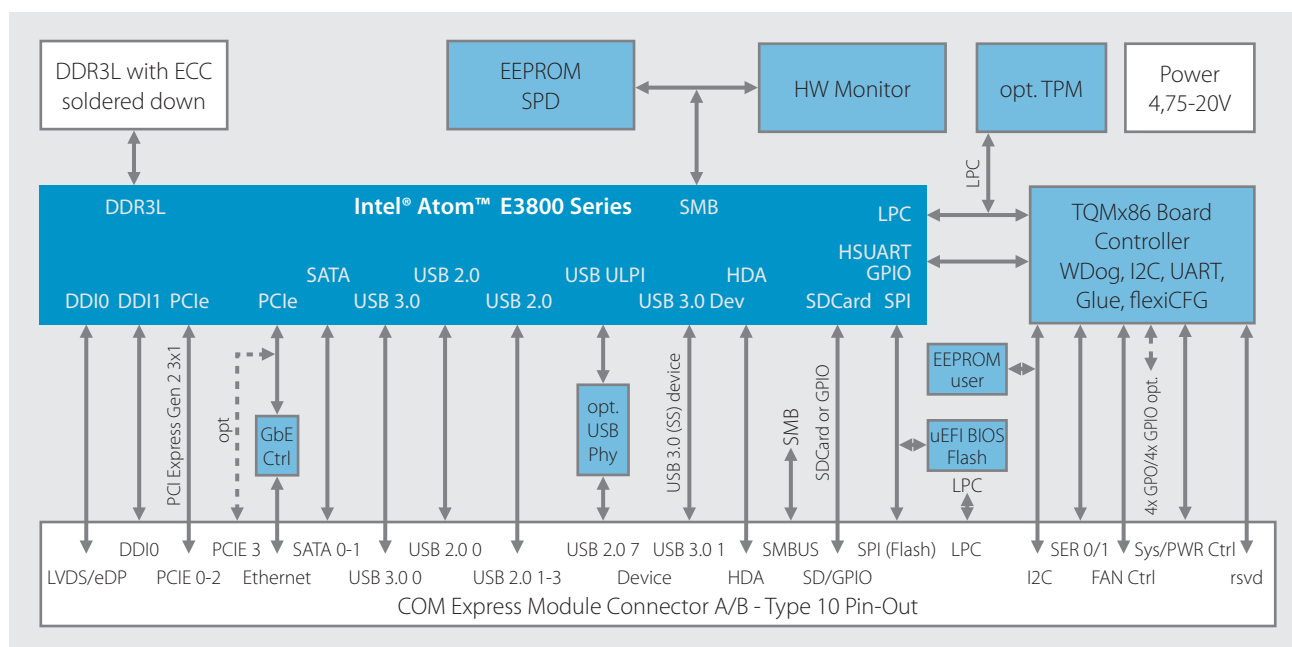 DDR3L with ECC
soldered down
EEPROM
SPD
HW Monitor
opt. TPM
Power
4,75-20V
LPC
DDR3L
Intel® Atom™ E3800 Series
SMB
LPC
HSUART
GPIO
SATA
USB 2.0
USB ULPI
HDA
DDI0
DDI1
PCIe
PCIe
USB 3.0
USB 2.0
USB 3.0 Dev
SDCard
SPI
TQMx86 Board
Controller
WDog, I2C, UART,
Glue, flexiCFG
PCI Express Gen 2 3x1
opt
GbE
Ctrl
opt.
USB
Phy
USB 3.0 (SS) device
SMB
SDCard or GPIO
EEPROM
user
uEFI BIOS
Flash
LPC
4x GPO/4x GPIO opt.
DDI0
PCIE 3
SATA 0-1
USB 2.0 0
USB 2.0 7
USB 3.0 1
SMBUS
SPI (Flash)
LPC
SER 0/1
Sys/PWR Ctrl
LVDS/eDP
PCIE 0-2
Ethernet
USB 3.0 0
USB 2.0 1-3
Device
HDA
SD/GPIO
I2C
FAN Ctrl
rsvd
COM Express Module Connector A/B - Type 10 Pin-Out